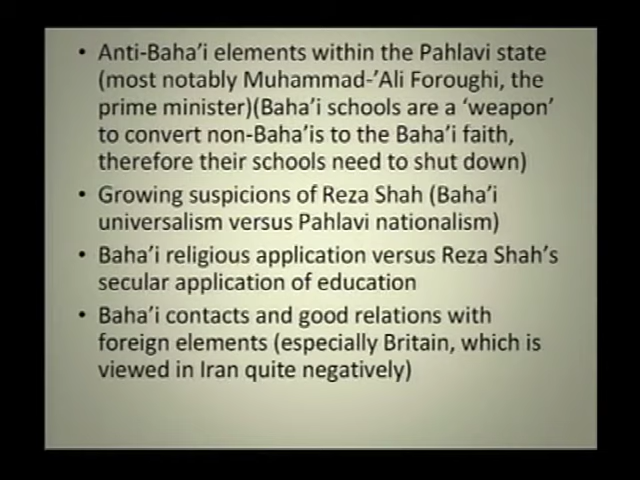 • Anti-Baha'i elements within the Pahlavi state
(most notably Muhammad-'Ali Foroughi, the
prime minister)(Baha'i schools are a 'weapon'
to convert non-Baha'is to the Baha'i faith,
therefore their schools need to shut down)
• Growing suspicions of Reza Shah (Baha'i
universalism versus Pahlavi nationalism)
• Baha'i religious application versus Reza Shah's
secular application of education
• Baha'i contacts and good relations with
foreign elements (especially Britain, which is
viewed in Iran quite negatively)